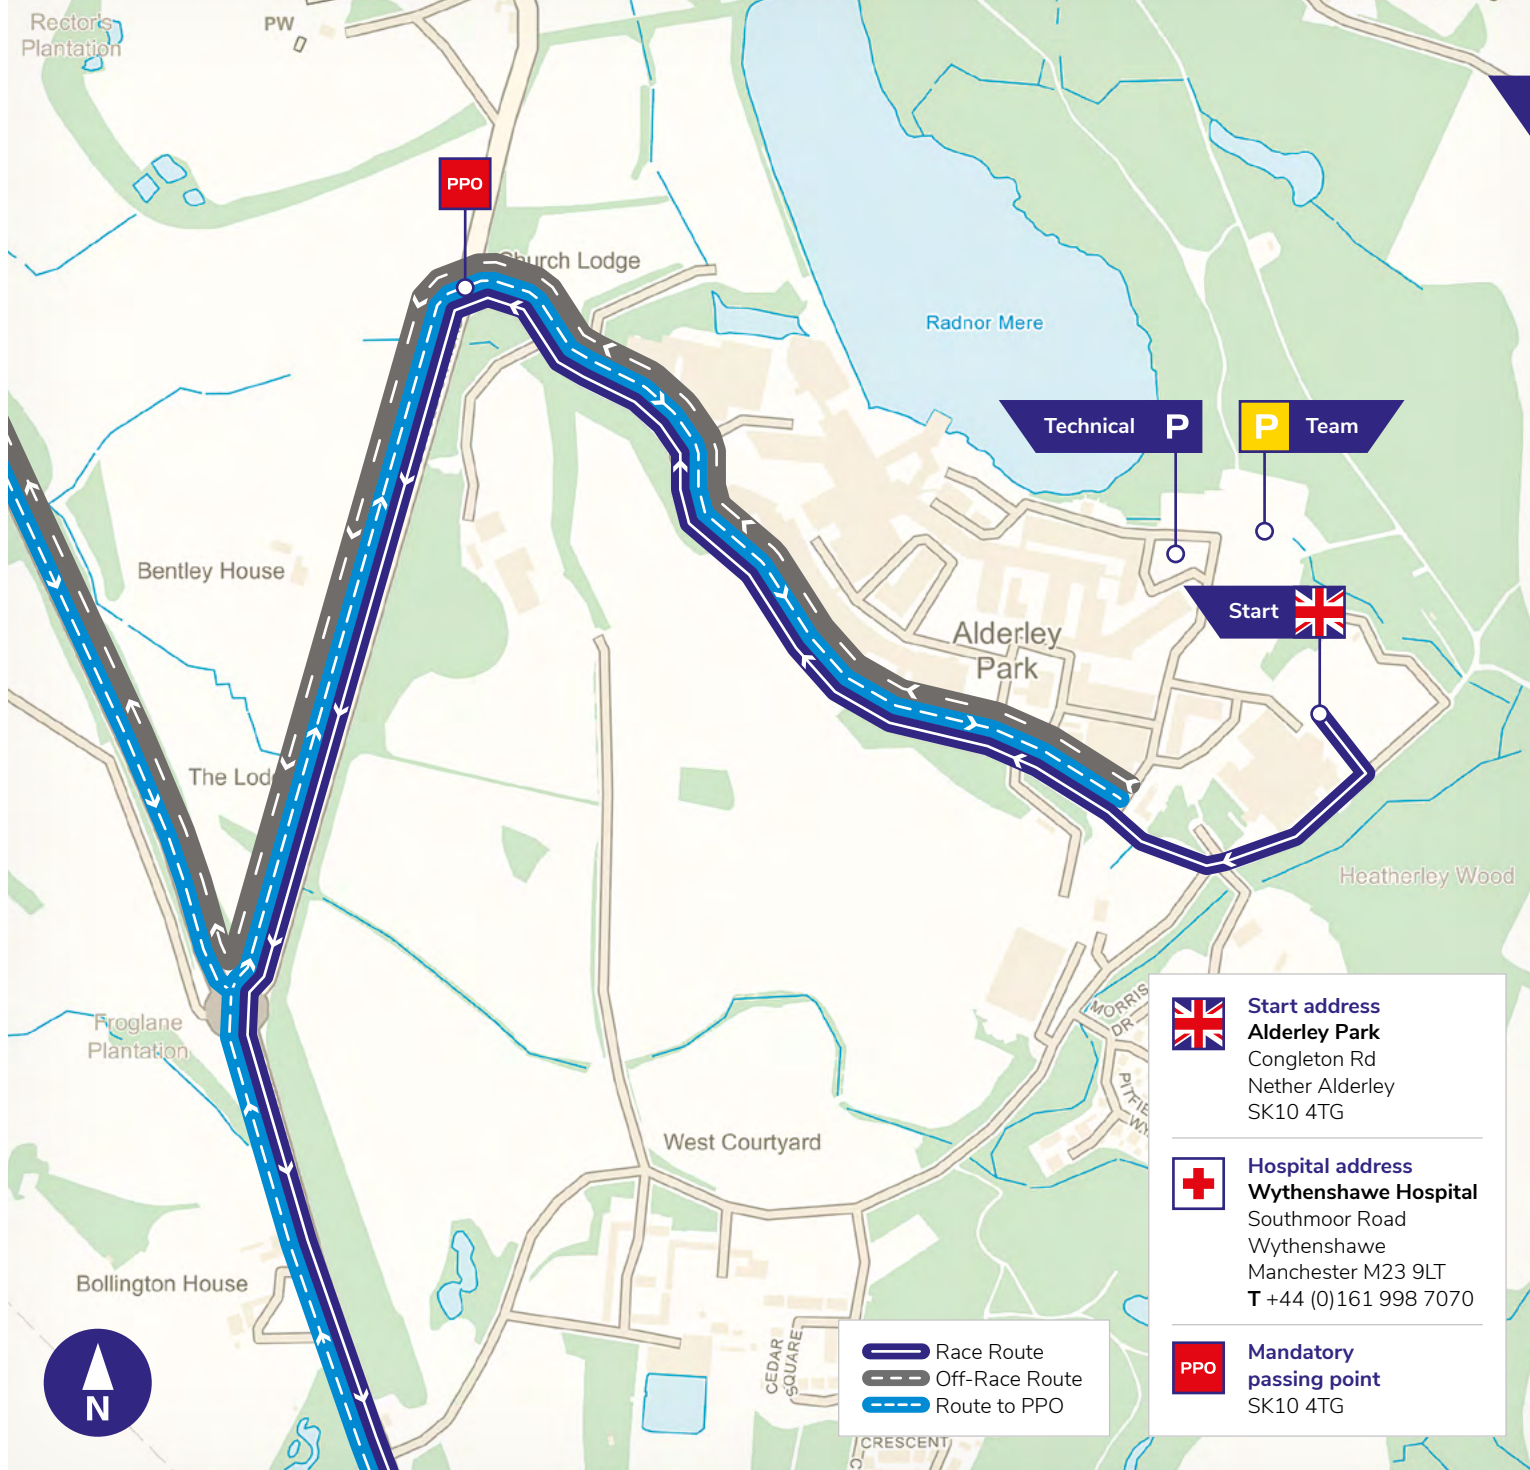 Rector's
Plantation
PW
PPO
Church Lodge
Radnor Mere
Technical P
P Team
Bentley House
Start
Alderley
Park
Heatherley Wood
Froglane
Plantation
MORRIS
DR
West Courtyard
Bollington House
N
CEDAR
SQUARE
CRESCENT
Race Route
Off-Race Route
Route to PPO
Start address
Alderley Park
Congleton Rd
Nether Alderley
SK10 4TG
Hospital address
Wythenshawe Hospital
Southmoor Road
Wythenshawe
Manchester M23 9LT
T +44 (0)161 998 7070
PPO
Mandatory
passing point
SK10 4TG